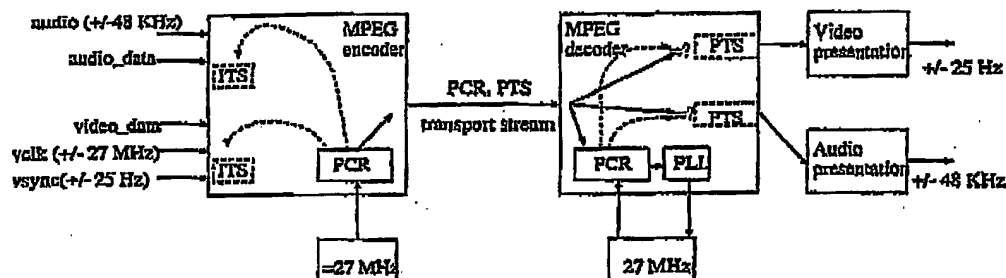 audio (+/-48 KHz)
audio_data
video_data
vclk (+/- 27 MHz)
vsync(+/- 25 Hz)
ITS
ITS
MPEG
encoder
PCR
=27 MHz
PCR, PTS
transport stream
MPEG
decoder
PTS
PTS
PCR
PLL
27 MHz
Video
presentation
+/- 25 Hz
Audio
presentation
+/- 48 KHz